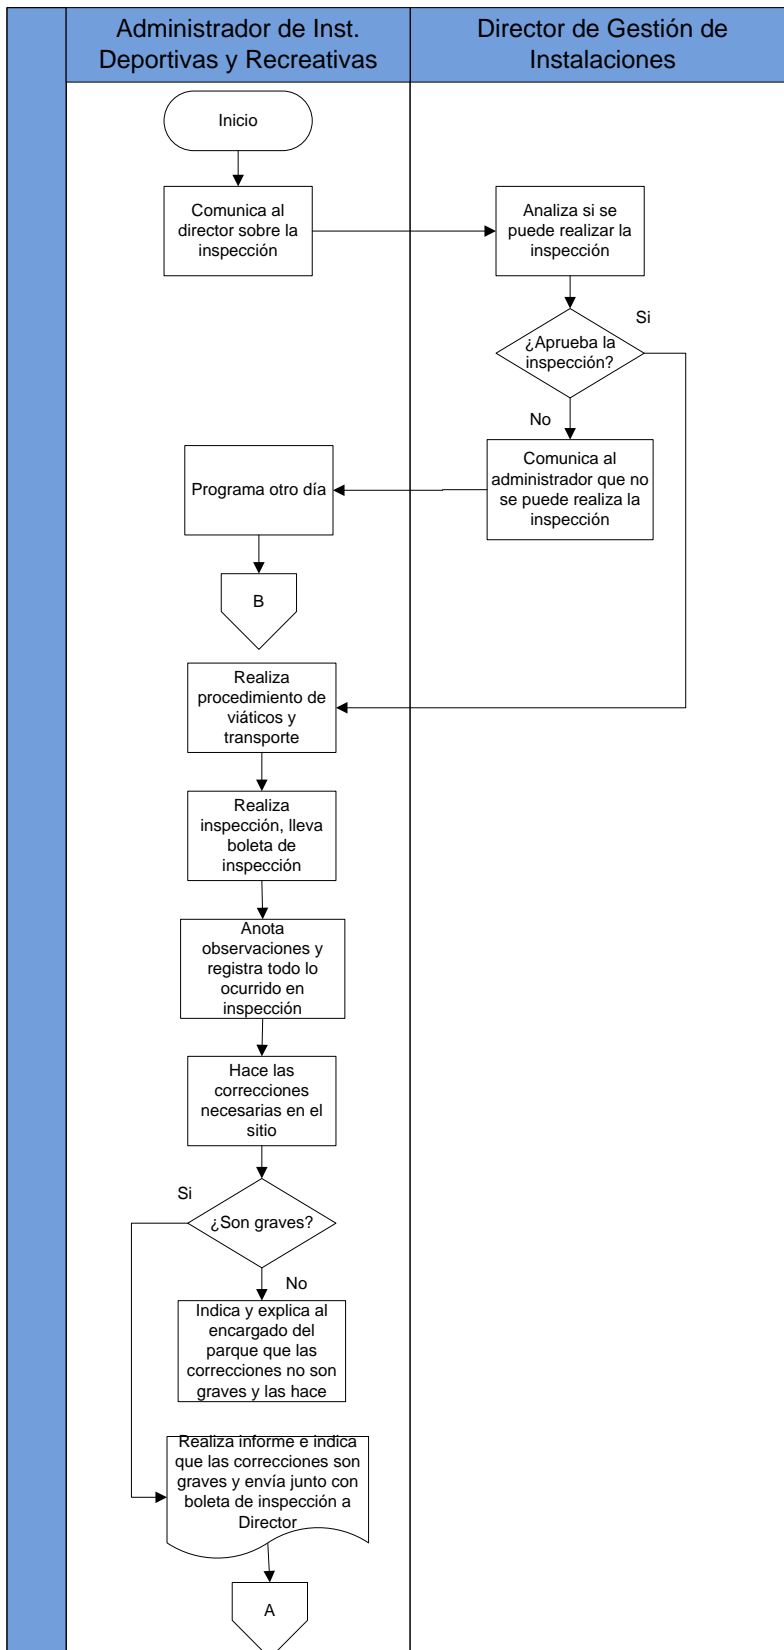 Administrador de Inst.
Deportivas y Recreativas
Director de Gestión de
Instalaciones
Inicio
Comunica al
director sobre la
inspección
Analiza si se
puede realizar la
inspección
Si
¿Aprueba la
inspección?
No
Comunica al
administrador que no
se puede realiza la
inspección
Programa otro día
B
Realiza
procedimiento de
viáticos y
transporte
Realiza
inspección, lleva
boleta de
inspección
Anota
observaciones y
registra todo lo
ocurrido en
inspección
Hace las
correcciones
necesarias en el
sitio
Si
¿Son graves?
No
Indica y explica al
encargado del
parque que las
correcciones no son
graves y las hace
Realiza informe e indica
que las correcciones son
graves y envía junto con
boleta de inspección a
Director
A